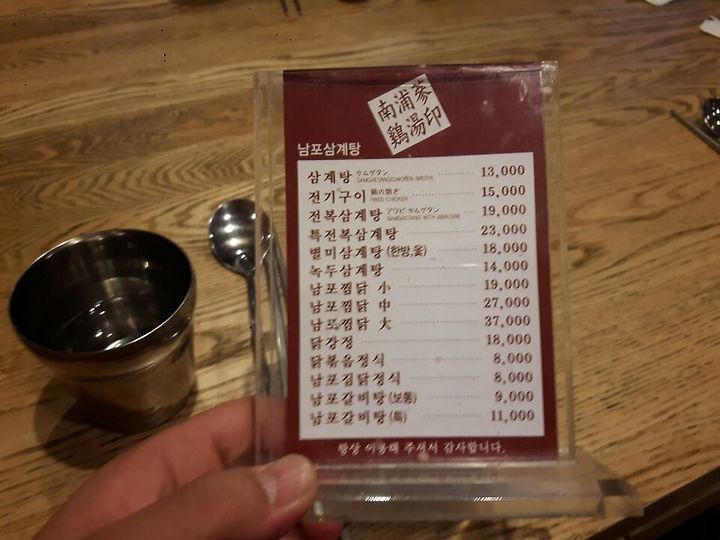 南浦蔘
鷄湯印
남포삼계탕
삼계탕 サムゲタン SAMGAETANG(CHICKEN BROTH) 13,000
전기구이 鶏の焼き FRIED CHICKEN 15,000
전복삼계탕 アワビ サムゲタン SAMGAETANG WITH ABALONE 19,000
특전복삼계탕 23,000
별미삼계탕 (한방,옻) 18,000
녹두삼계탕 14,000
남포찜닭 小 19,000
남포찜닭 中 27,000
남포찜닭 大 37,000
닭강정 18,000
닭볶음정식 8,000
남포찜닭정식 8,000
남포갈비탕 (보통) 9,000
남포갈비탕 (특) 11,000
항상 이용해 주셔서 감사합니다.